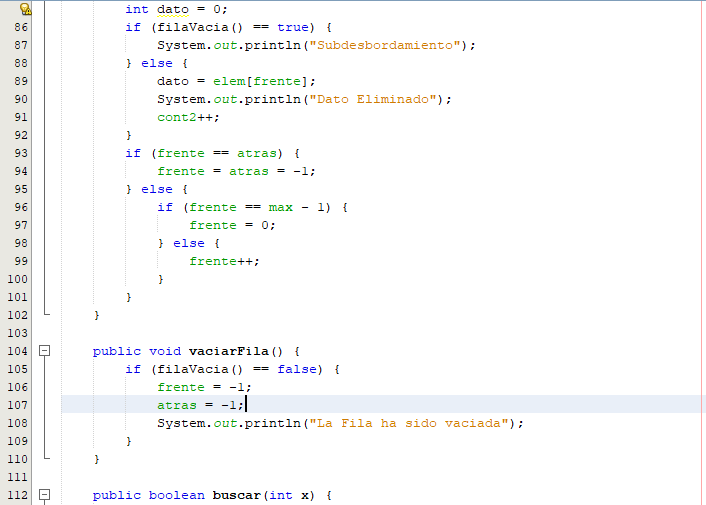 int dato = 0;
86 if (filaVacia() == true) {
87 System.out.println("Subdesbordamiento");
88 } else {
89 dato = elem[frente];
90 System.out.println("Dato Eliminado");
91 cont2++;
92 }
93 if (frente == atras) {
94 frente = atras = -1;
95 } else {
96 if (frente == max - 1) {
97 frente = 0;
98 } else {
99 frente++;
100 }
101 }
102 }
103
104 public void vaciarFila() {
105 if (filaVacia() == false) {
106 frente = -1;
107 atras = -1;
108 System.out.println("La Fila ha sido vaciada");
109 }
110 }
111
112 public boolean buscar(int x) {